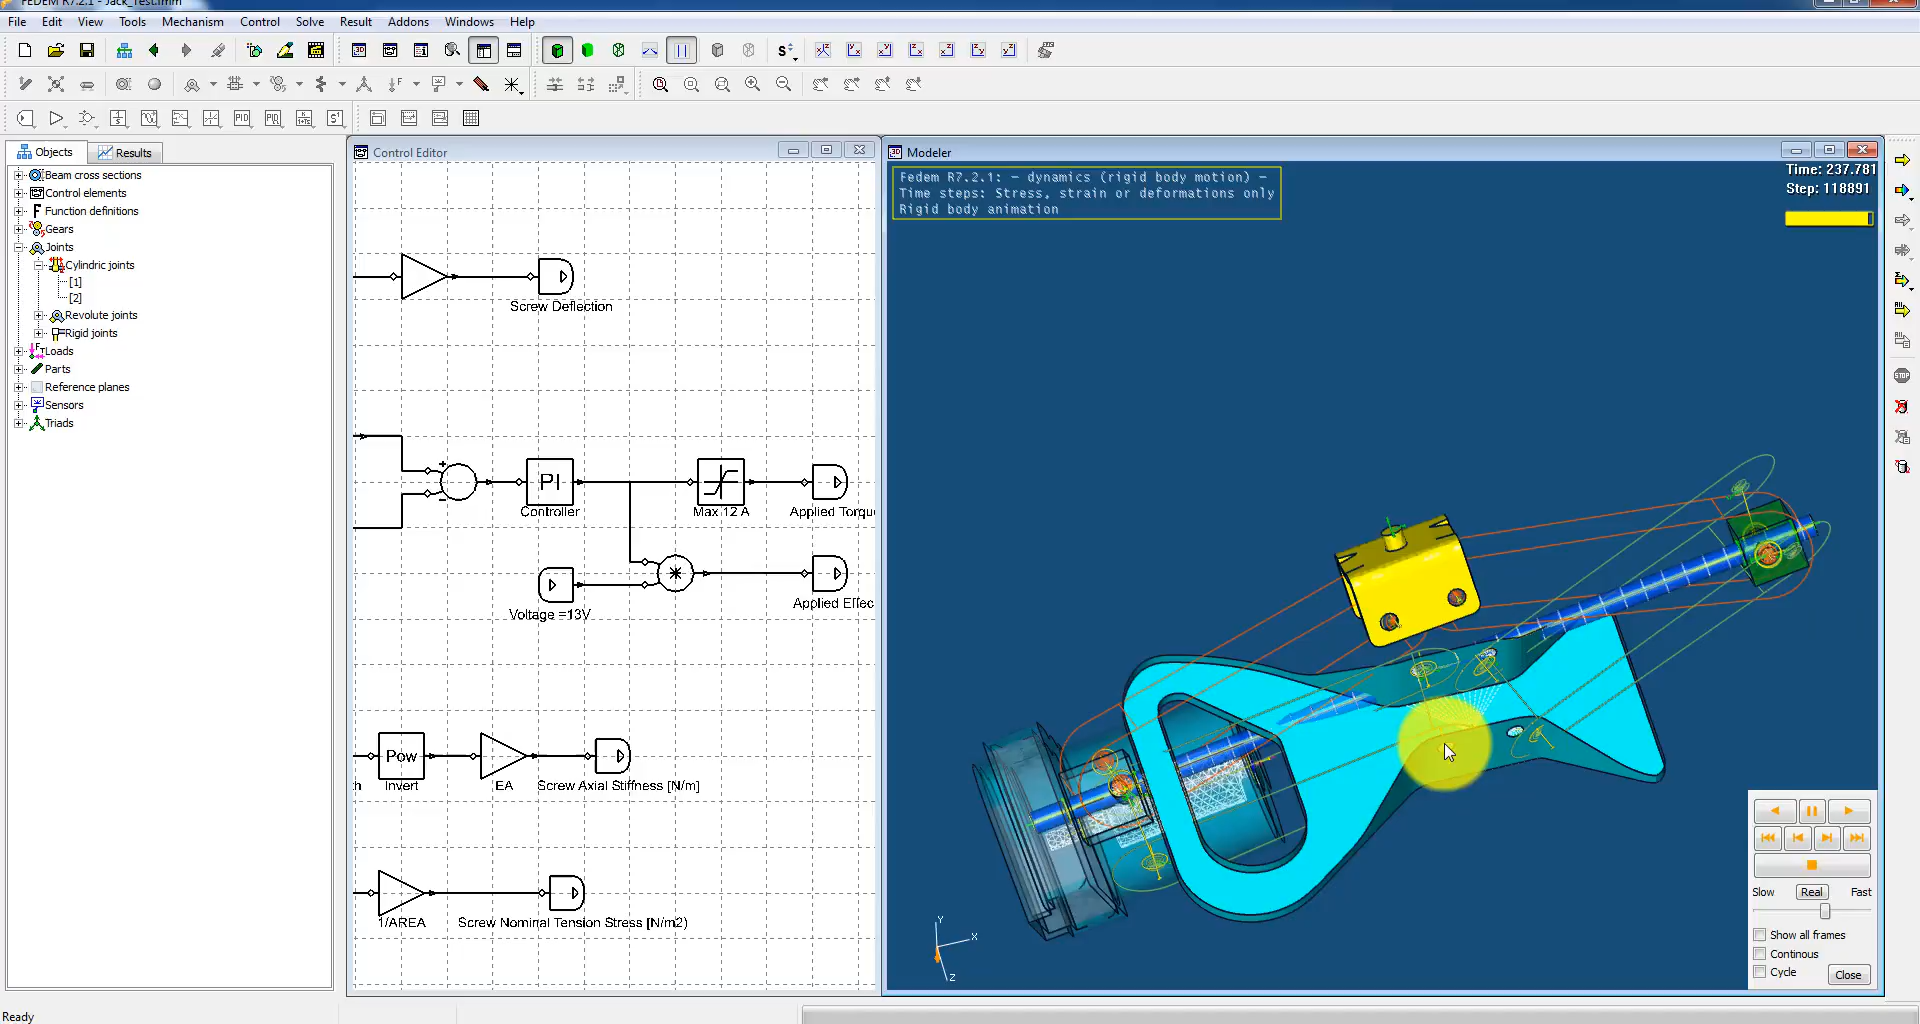 FEDEM R7.2.1 - Jack_Test.fmm
File Edit View Tools Mechanism Control Solve Result Addons Windows Help
Objects Results
Beam cross sections
Control elements
Function definitions
Gears
Joints
Cylindric joints
[1]
[2]
Revolute joints
Rigid joints
Loads
Parts
Reference planes
Sensors
Triads
Control Editor
Screw Deflection
PI
Controller
Max 12 A
Applied Torqu
Voltage =13V
Applied Effec
Pow
Invert
EA
Screw Axial Stiffness [N/m]
1/AREA
Screw Nominal Tension Stress [N/m2)
Modeler
Fedem R7.2.1: - dynamics (rigid body motion) -
Time steps: Stress, strain or deformations only
Rigid body animation
Time: 237.781
Step: 118891
Y
X
Z
Slow Real Fast
Show all frames
Continous
Cycle
Close
Ready